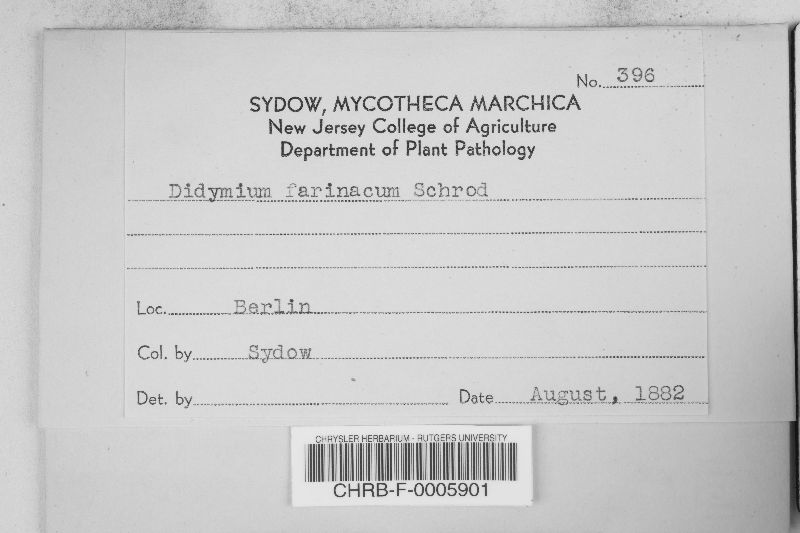 No. 396
SYDOW, MYCOTHECA MARCHICA
New Jersey College of Agriculture
Department of Plant Pathology
Didymium farinacum Schrod
Loc. Berlin
Col. by Sydow
Det. by
Date August, 1882
CHRYSLER HERBARIUM - RUTGERS UNIVERSITY
CHRB-F-0005901